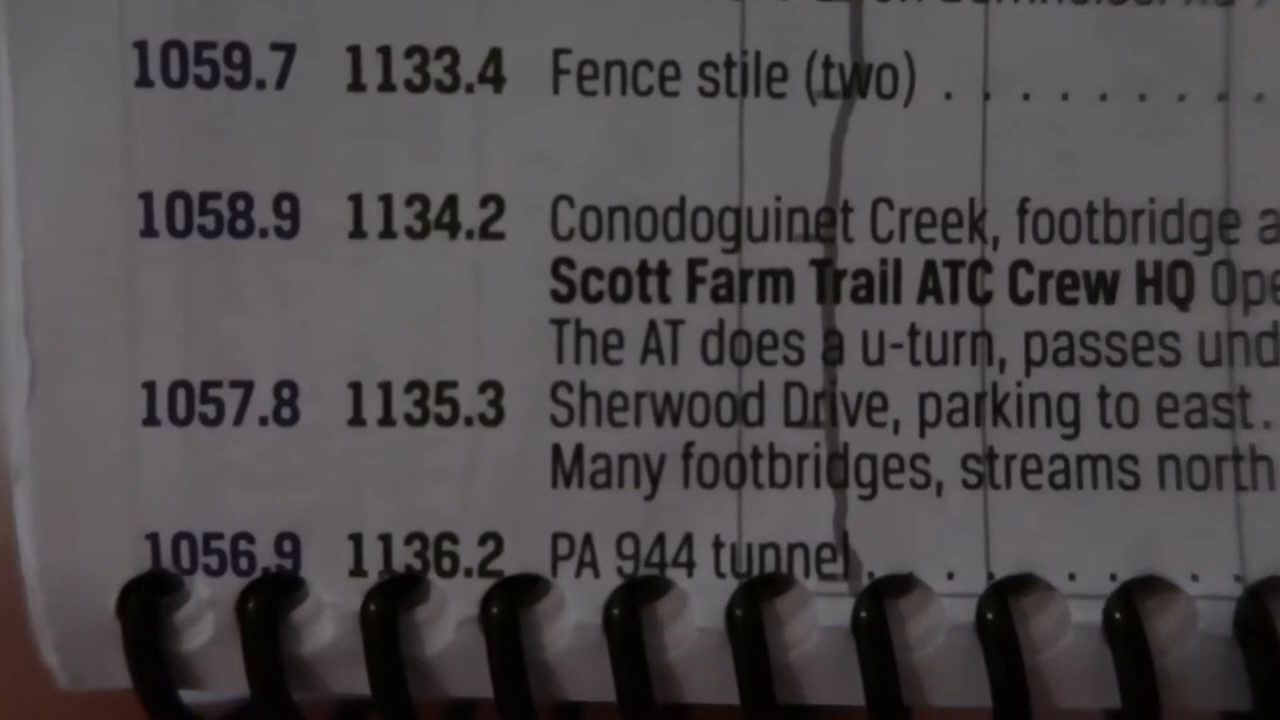 1059.7 1133.4 Fence stile (two) . . . . . . . . .
1058.9 1134.2 Conodoguinet Creek, footbridge
Scott Farm Trail ATC Crew HQ
The AT does a u-turn, passes
1057.8 1135.3 Sherwood Drive, parking to east.
Many footbridges, streams north
1056.9 1136.2 PA 944 tunnel. . . . . . .